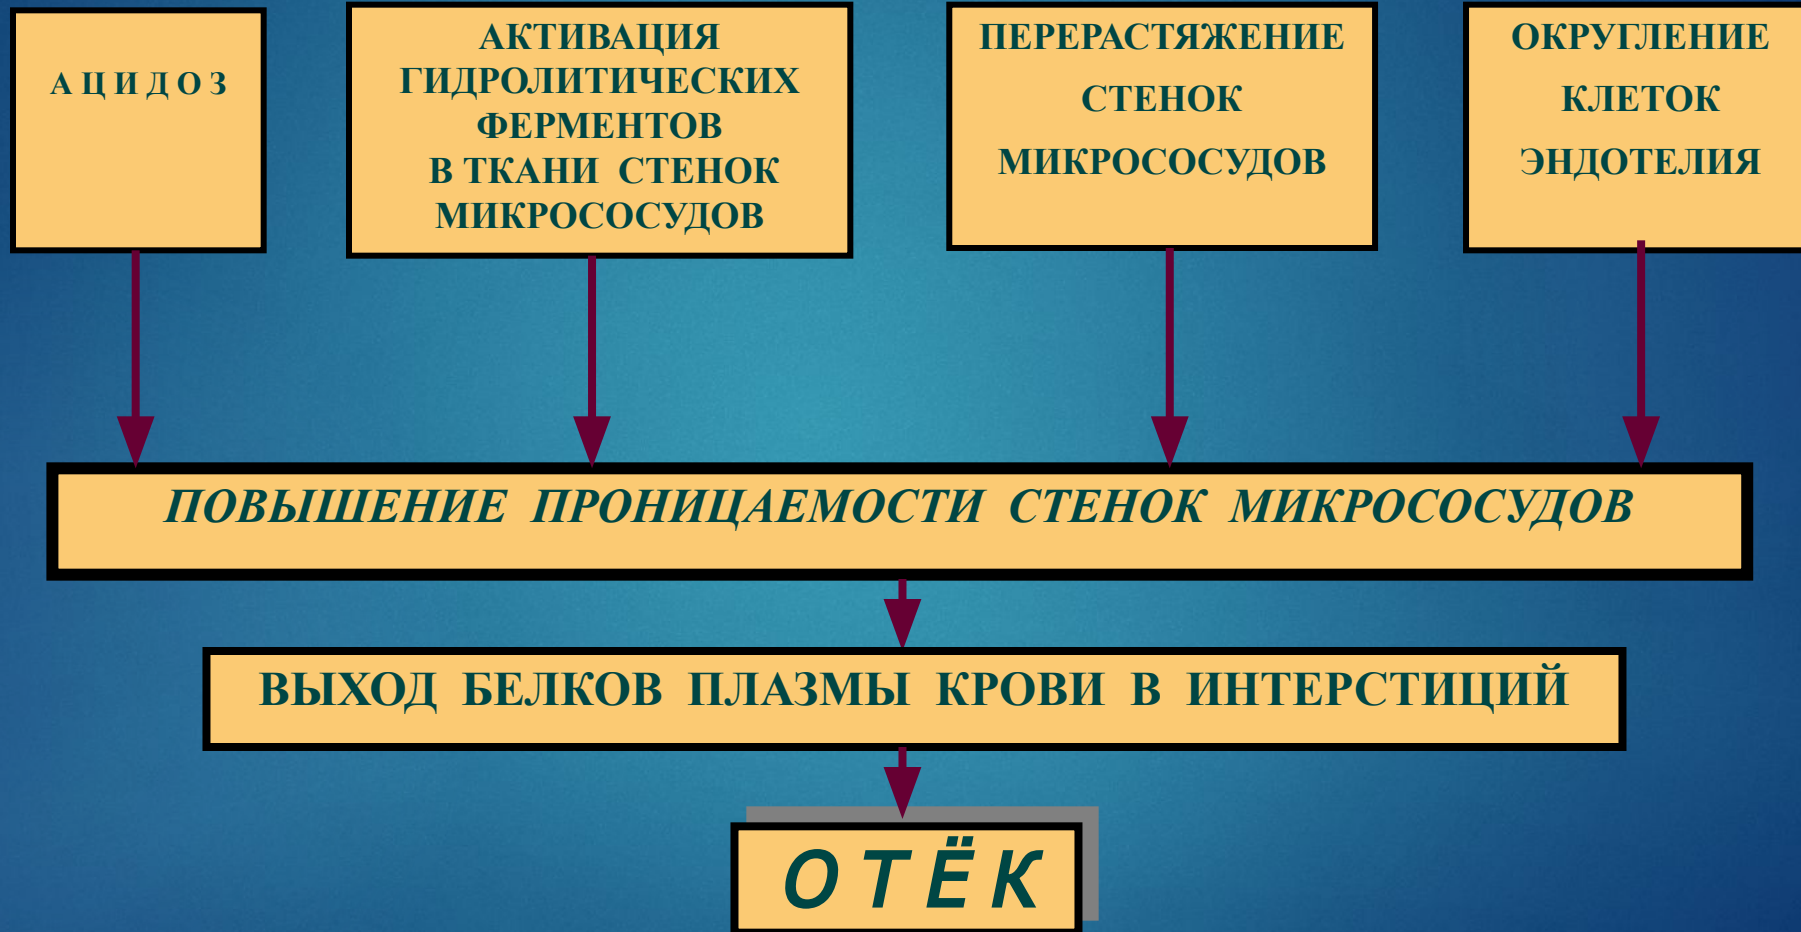 А Ц И Д О З
АКТИВАЦИЯ
ГИДРОЛИТИЧЕСКИХ
ФЕРМЕНТОВ
В ТКАНИ СТЕНОК
МИКРОСОСУДОВ
ПЕРЕРАСТЯЖЕНИЕ
СТЕНОК
МИКРОСОСУДОВ
ОКРУГЛЕНИЕ
КЛЕТОК
ЭНДОТЕЛИЯ
ПОВЫШЕНИЕ ПРОНИЦАЕМОСТИ СТЕНОК МИКРОСОСУДОВ
ВЫХОД БЕЛКОВ ПЛАЗМЫ КРОВИ В ИНТЕРСТИЦИЙ
О Т Ё К